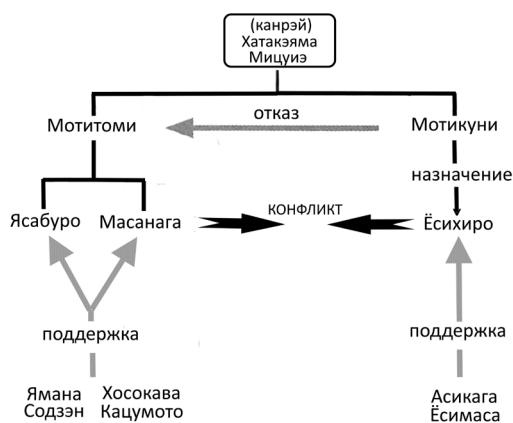 (канрэй)
Хатакэяма
Мицуиэ
отказ
Мотитоми
Мотикуни
назначение
Ясабуро
Масанага
конфликт
Ёсихиро
поддержка
поддержка
Ямана
Содзэн
Хосокава
Кацумото
Асикага
Ёсимаса